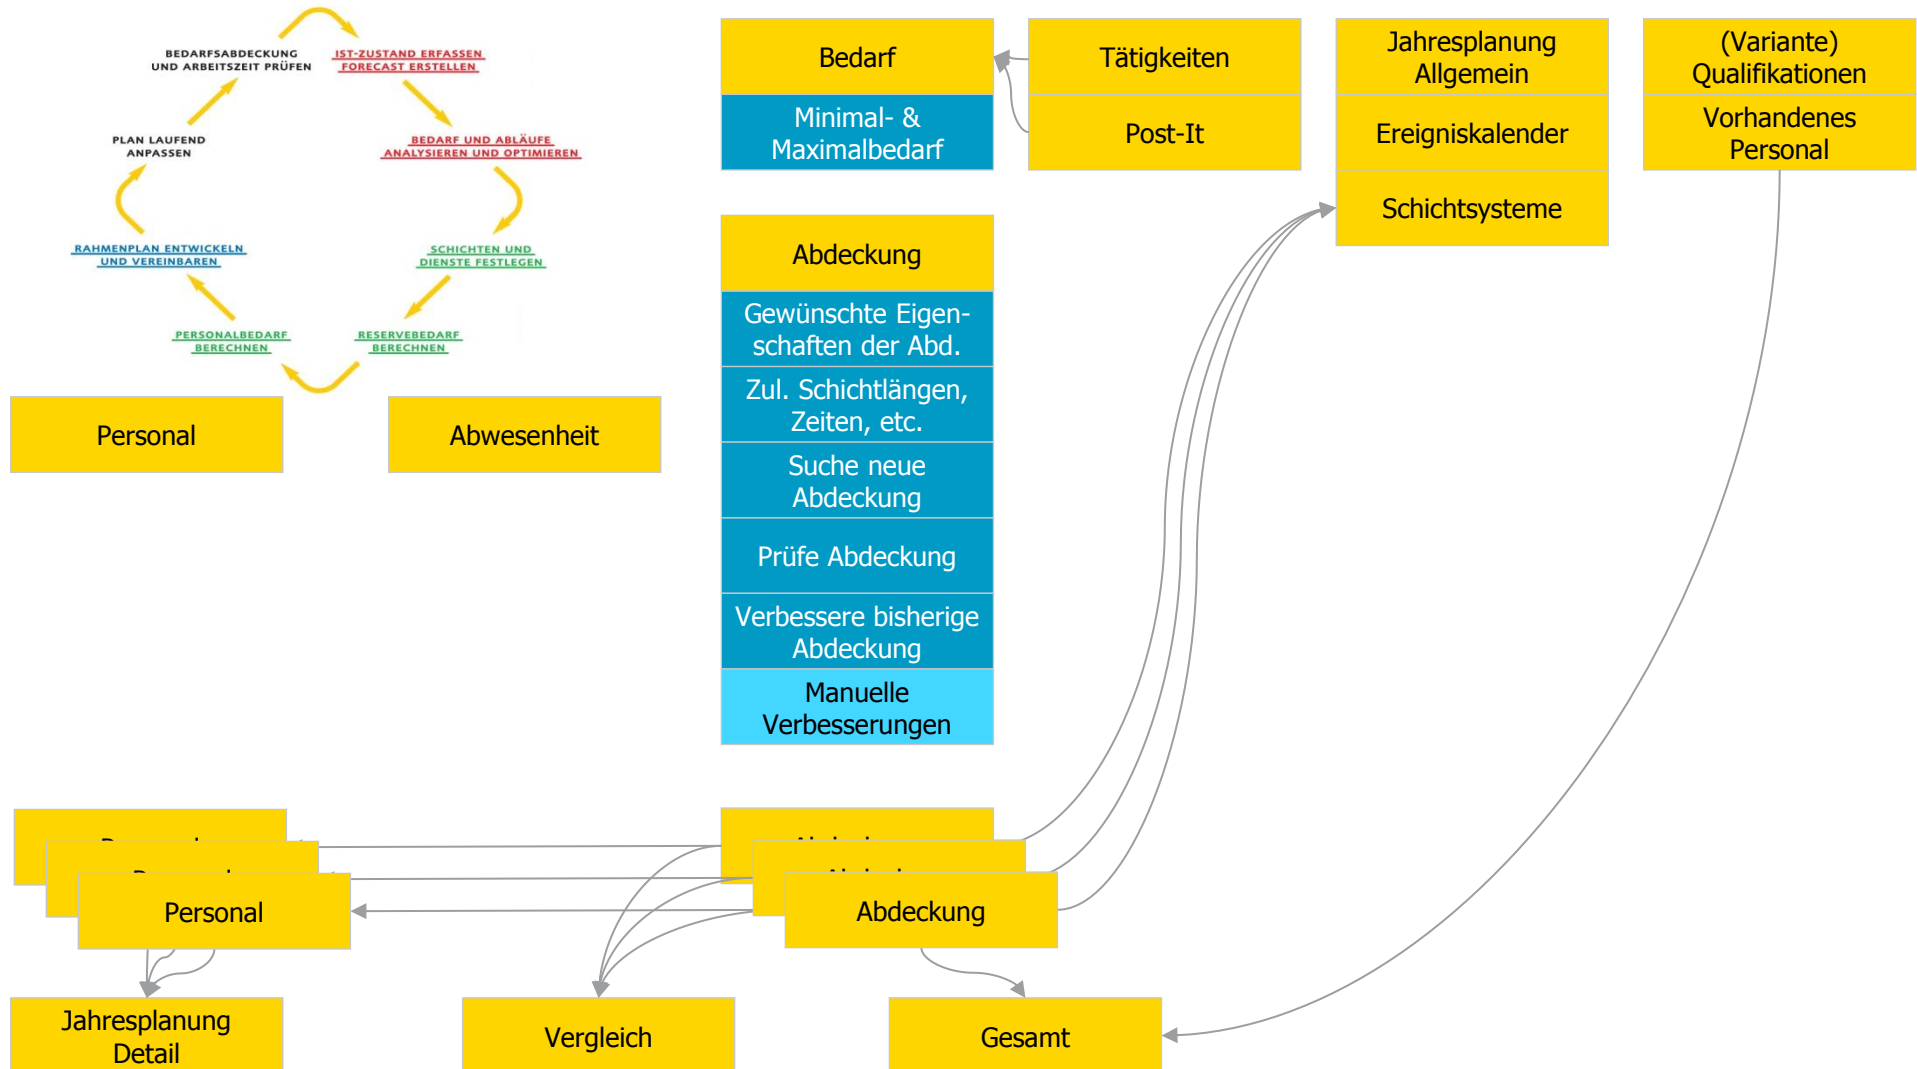 BEDARFSABDECKUNG
UND ARBEITSZEIT PRÜFEN
IST-ZUSTAND ERFASSEN
FORECAST ERSTELLEN
PLAN LAUFEND
ANPASSEN
BEDARF UND ABLÄUFE
ANALYSIEREN UND OPTIMIEREN
RAHMENPLAN ENTWICKELN
UND VEREINBAREN
SCHICHTEN UND
DIENSTE FESTLEGEN
PERSONALBEDARF
BERECHNEN
RESERVEBEDARF
BERECHNEN
Personal
Abwesenheit
Bedarf
Minimal- &
Maximalbedarf
Tätigkeiten
Post-It
Jahresplanung
Allgemein
Ereigniskalender
Schichtsysteme
(Variante)
Qualifikationen
Vorhandenes
Personal
Abdeckung
Gewünschte Eigen-
schaften der Abd.
Zul. Schichtlängen,
Zeiten, etc.
Suche neue
Abdeckung
Prüfe Abdeckung
Verbessere bisherige
Abdeckung
Manuelle
Verbesserungen
Personal
Abdeckung
Jahresplanung
Detail
Vergleich
Gesamt